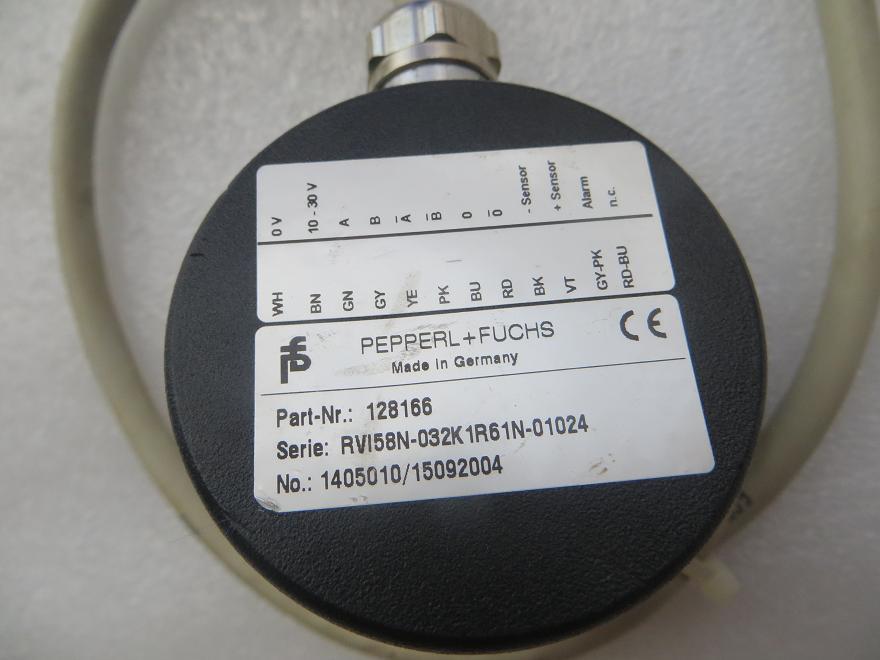 0 V
10 - 30 V
A
B
A̅
B̅
0
0̅
- Sensor
+ Sensor
Alarm
n.c.
WH
BN
GN
GY
YE
PK
BU
RD
BK
VT
GY-PK
RD-BU
PEPPERL+FUCHS
CE
Made in Germany
Part-Nr.: 128166
Serie: RVI58N-032K1R61N-01024
No.: 1405010/15092004